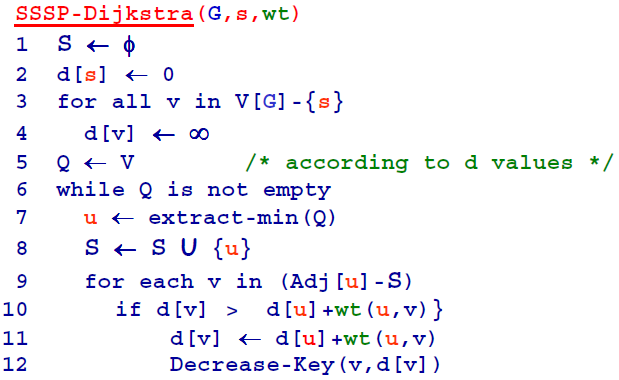 SSSP-Dijkstra(G,s,wt)
1 S ← ϕ
2 d[s] ← 0
3 for all v in V[G]-{s}
4 d[v] ← ∞
5 Q ← V /* according to d values */
6 while Q is not empty
7 u ← extract-min(Q)
8 S ← S U {u}
9 for each v in (Adj[u]-S)
10 if d[v] > d[u]+wt(u,v)}
11 d[v] ← d[u]+wt(u,v)
12 Decrease-Key(v,d[v])